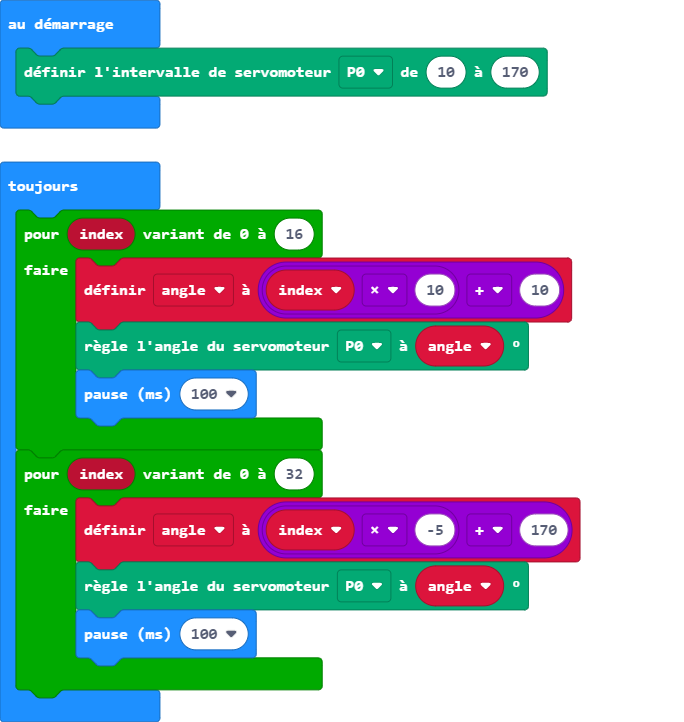 au démarrage
définir l'intervalle de servomoteur P0 de 10 à 170
toujours
pour index variant de 0 à 16
faire
définir angle à index × 10 + 10
règle l'angle du servomoteur P0 à angle °
pause (ms) 100
pour index variant de 0 à 32
faire
définir angle à index × -5 + 170
règle l'angle du servomoteur P0 à angle °
pause (ms) 100